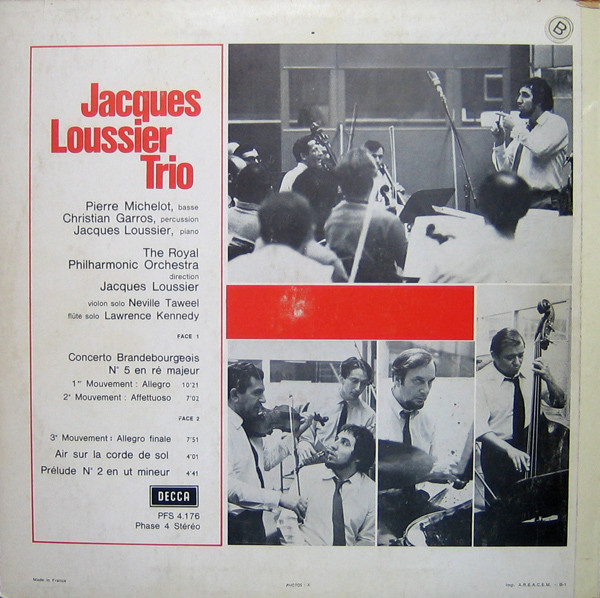 B
Jacques
Loussier
Trio
Pierre Michelot, basse
Christian Garros, percussion
Jacques Loussier, piano
The Royal
Philharmonic Orchestra
direction
Jacques Loussier
violon solo Neville Taweel
flûte solo Lawrence Kennedy
FACE 1
Concerto Brandebourgeois
N° 5 en ré majeur
1er Mouvement : Allegro 10'21
2e Mouvement : Affettuoso 7'02
FACE 2
3e Mouvement : Allegro finale 7'51
Air sur la corde de sol 4'01
Prélude N° 2 en ut mineur 4'41
DECCA
PFS 4.176
Phase 4 Stéréo
Made in France
Imp. A.R.E.A.C.E.M. -